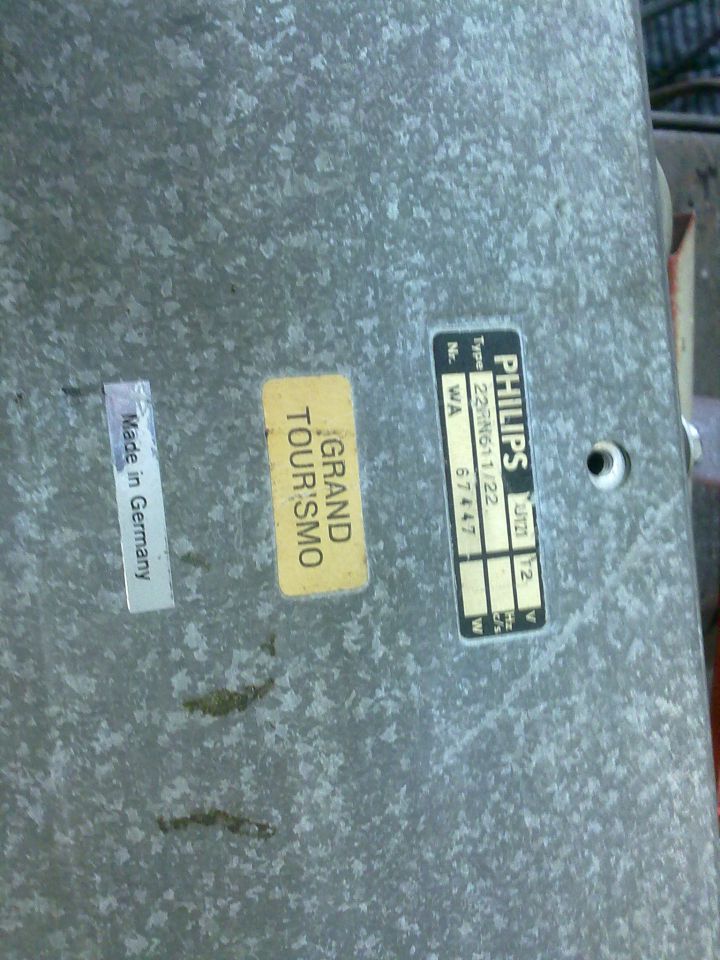 PHILIPS 12 V
Type 22RN611/22 Hz c/s
Nr. WA 67447 W
GRAND
TOURISMO
Made in Germany